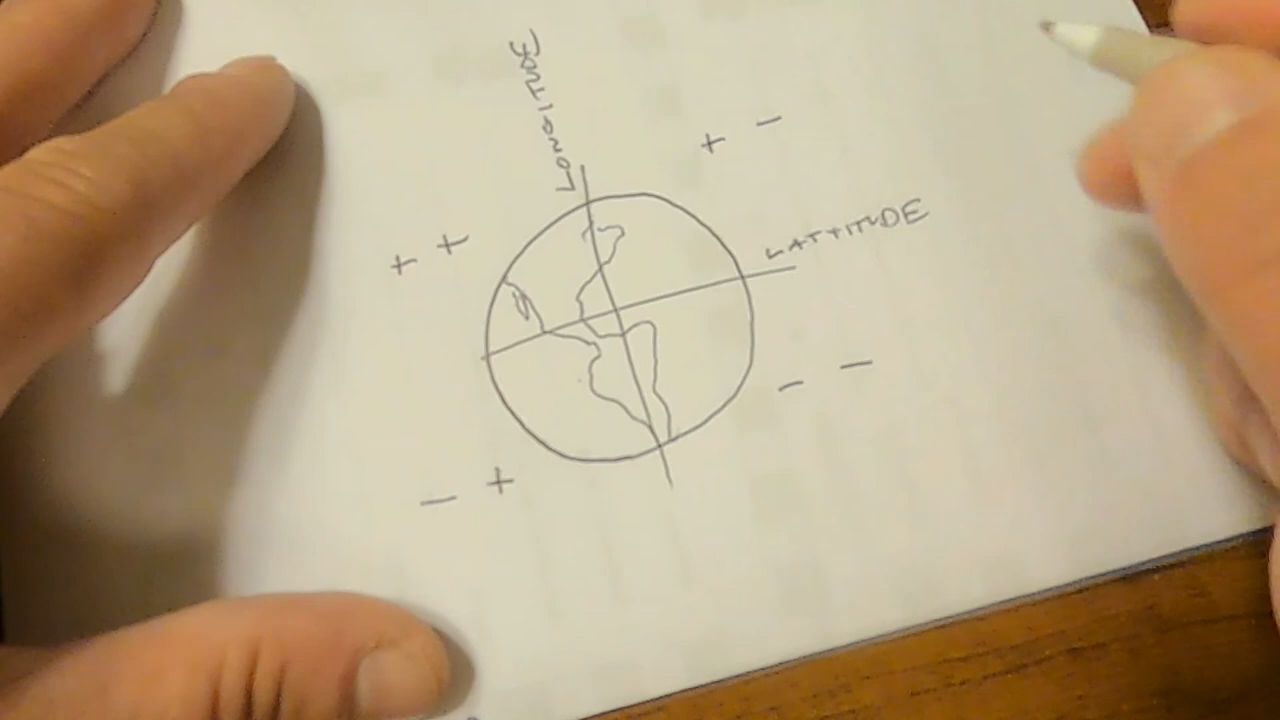 LONGITUDE
+ -
LATTITUDE
+ +
- -
- +